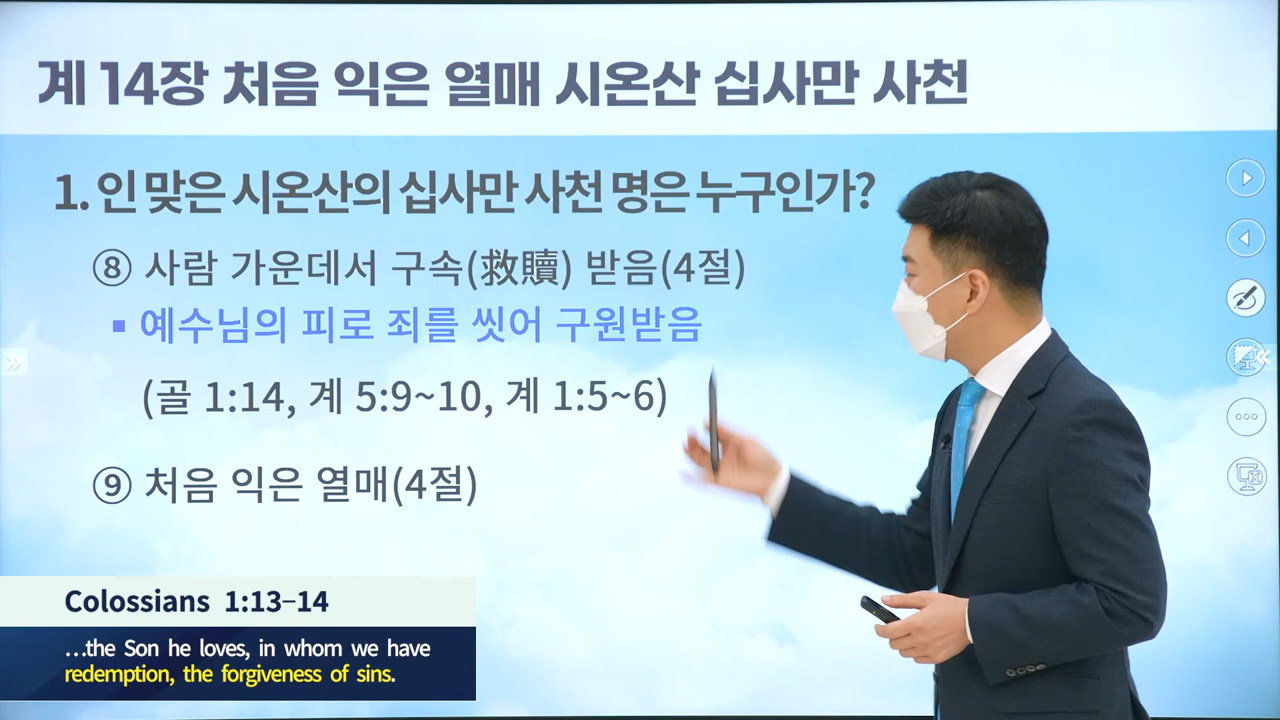 계 14장 처음 익은 열매 시온산 십사만 사천
1. 인 맞은 시온산의 십사만 사천 명은 누구인가?
⑧ 사람 가운데서 구속(救贖) 받음(4절)
▪ 예수님의 피로 죄를 씻어 구원받음
(골 1:14, 계 5:9~10, 계 1:5~6)
⑨ 처음 익은 열매(4절)
Colossians 1:13–14
...the Son he loves, in whom we have
redemption, the forgiveness of sins.